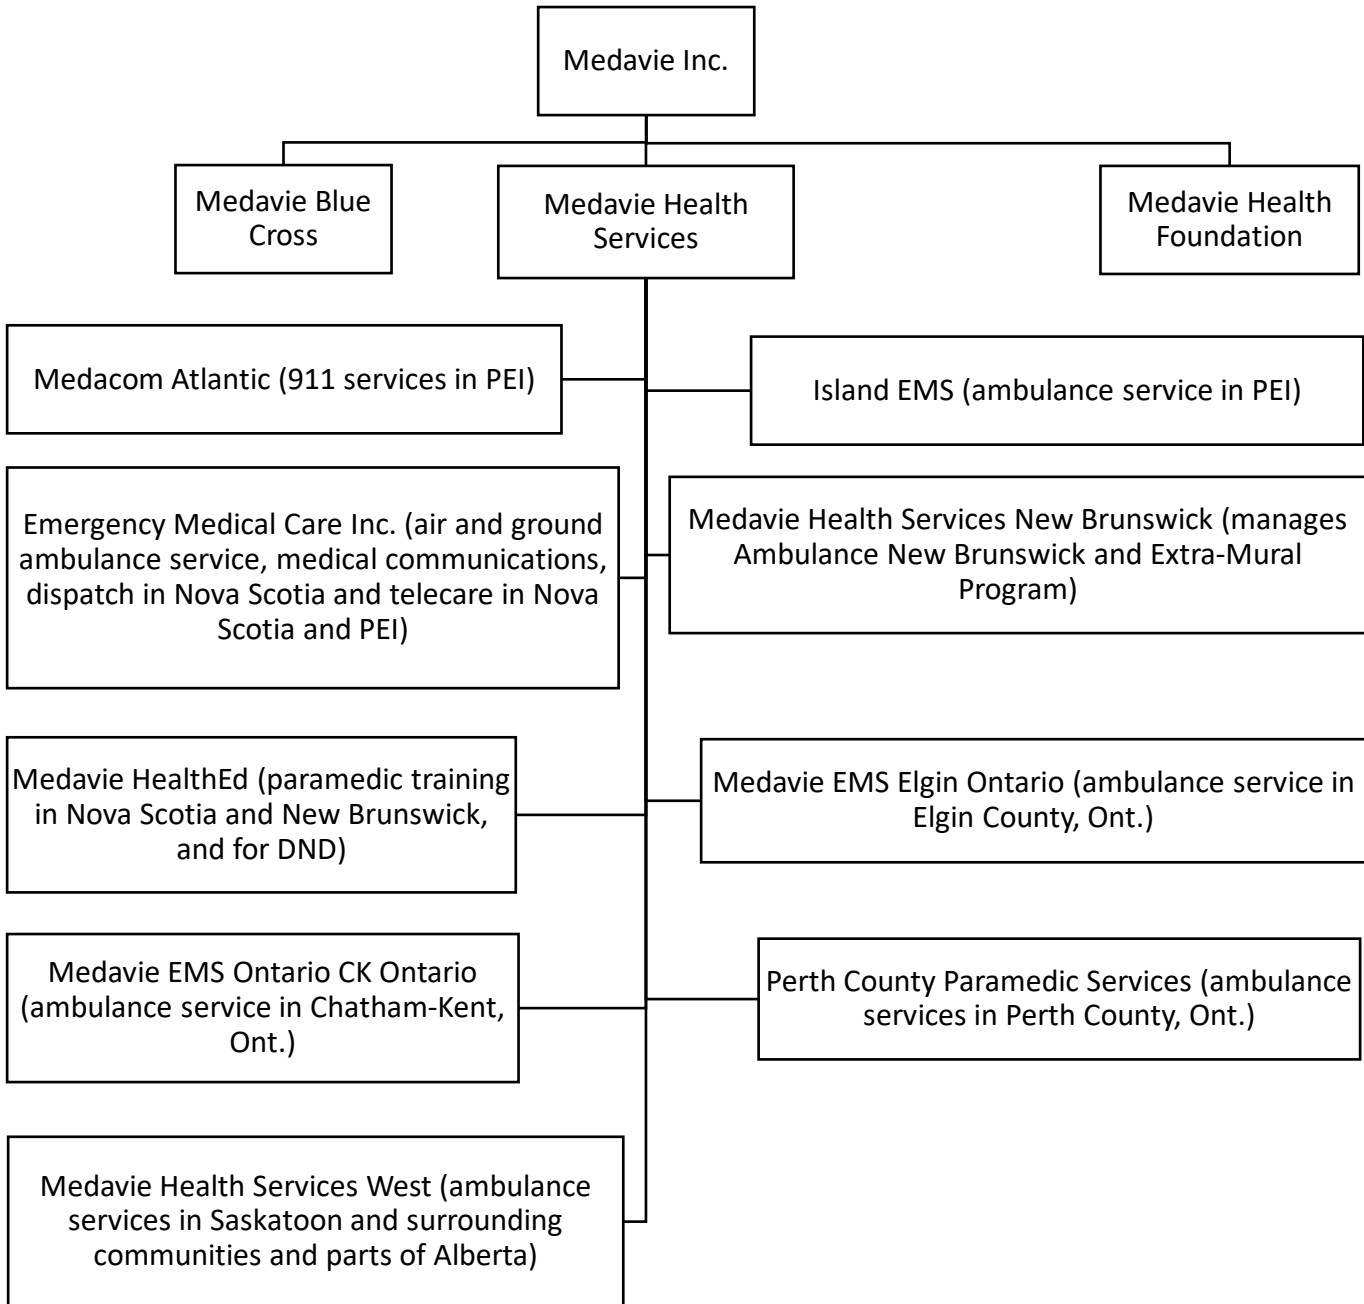 Medavie Inc.
Medavie Blue
Cross
Medavie Health
Services
Medavie Health
Foundation
Medacom Atlantic (911 services in PEI)
Island EMS (ambulance service in PEI)
Emergency Medical Care Inc. (air and ground
ambulance service, medical communications,
dispatch in Nova Scotia and telecare in Nova
Scotia and PEI)
Medavie Health Services New Brunswick (manages
Ambulance New Brunswick and Extra-Mural
Program)
Medavie HealthEd (paramedic training
in Nova Scotia and New Brunswick,
and for DND)
Medavie EMS Elgin Ontario (ambulance service in
Elgin County, Ont.)
Medavie EMS Ontario CK Ontario
(ambulance service in Chatham-Kent,
Ont.)
Perth County Paramedic Services (ambulance
services in Perth County, Ont.)
Medavie Health Services West (ambulance
services in Saskatoon and surrounding
communities and parts of Alberta)